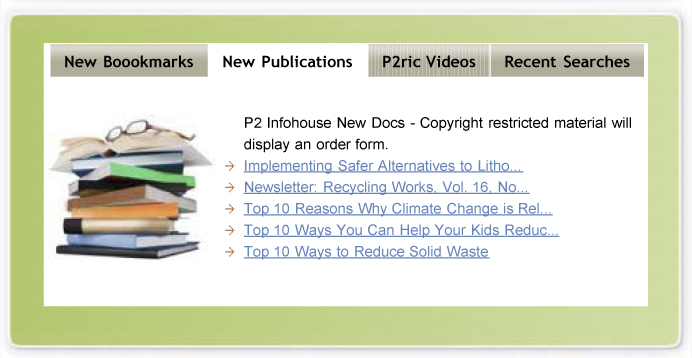 New Boookmarks New Publications P2ric Videos Recent Searches
P2 Infohouse New Docs - Copyright restricted material will
display an order form.
Implementing Safer Alternatives to Litho...
Newsletter: Recycling Works, Vol. 16, No...
Top 10 Reasons Why Climate Change is Rel...
Top 10 Ways You Can Help Your Kids Reduc...
Top 10 Ways to Reduce Solid Waste